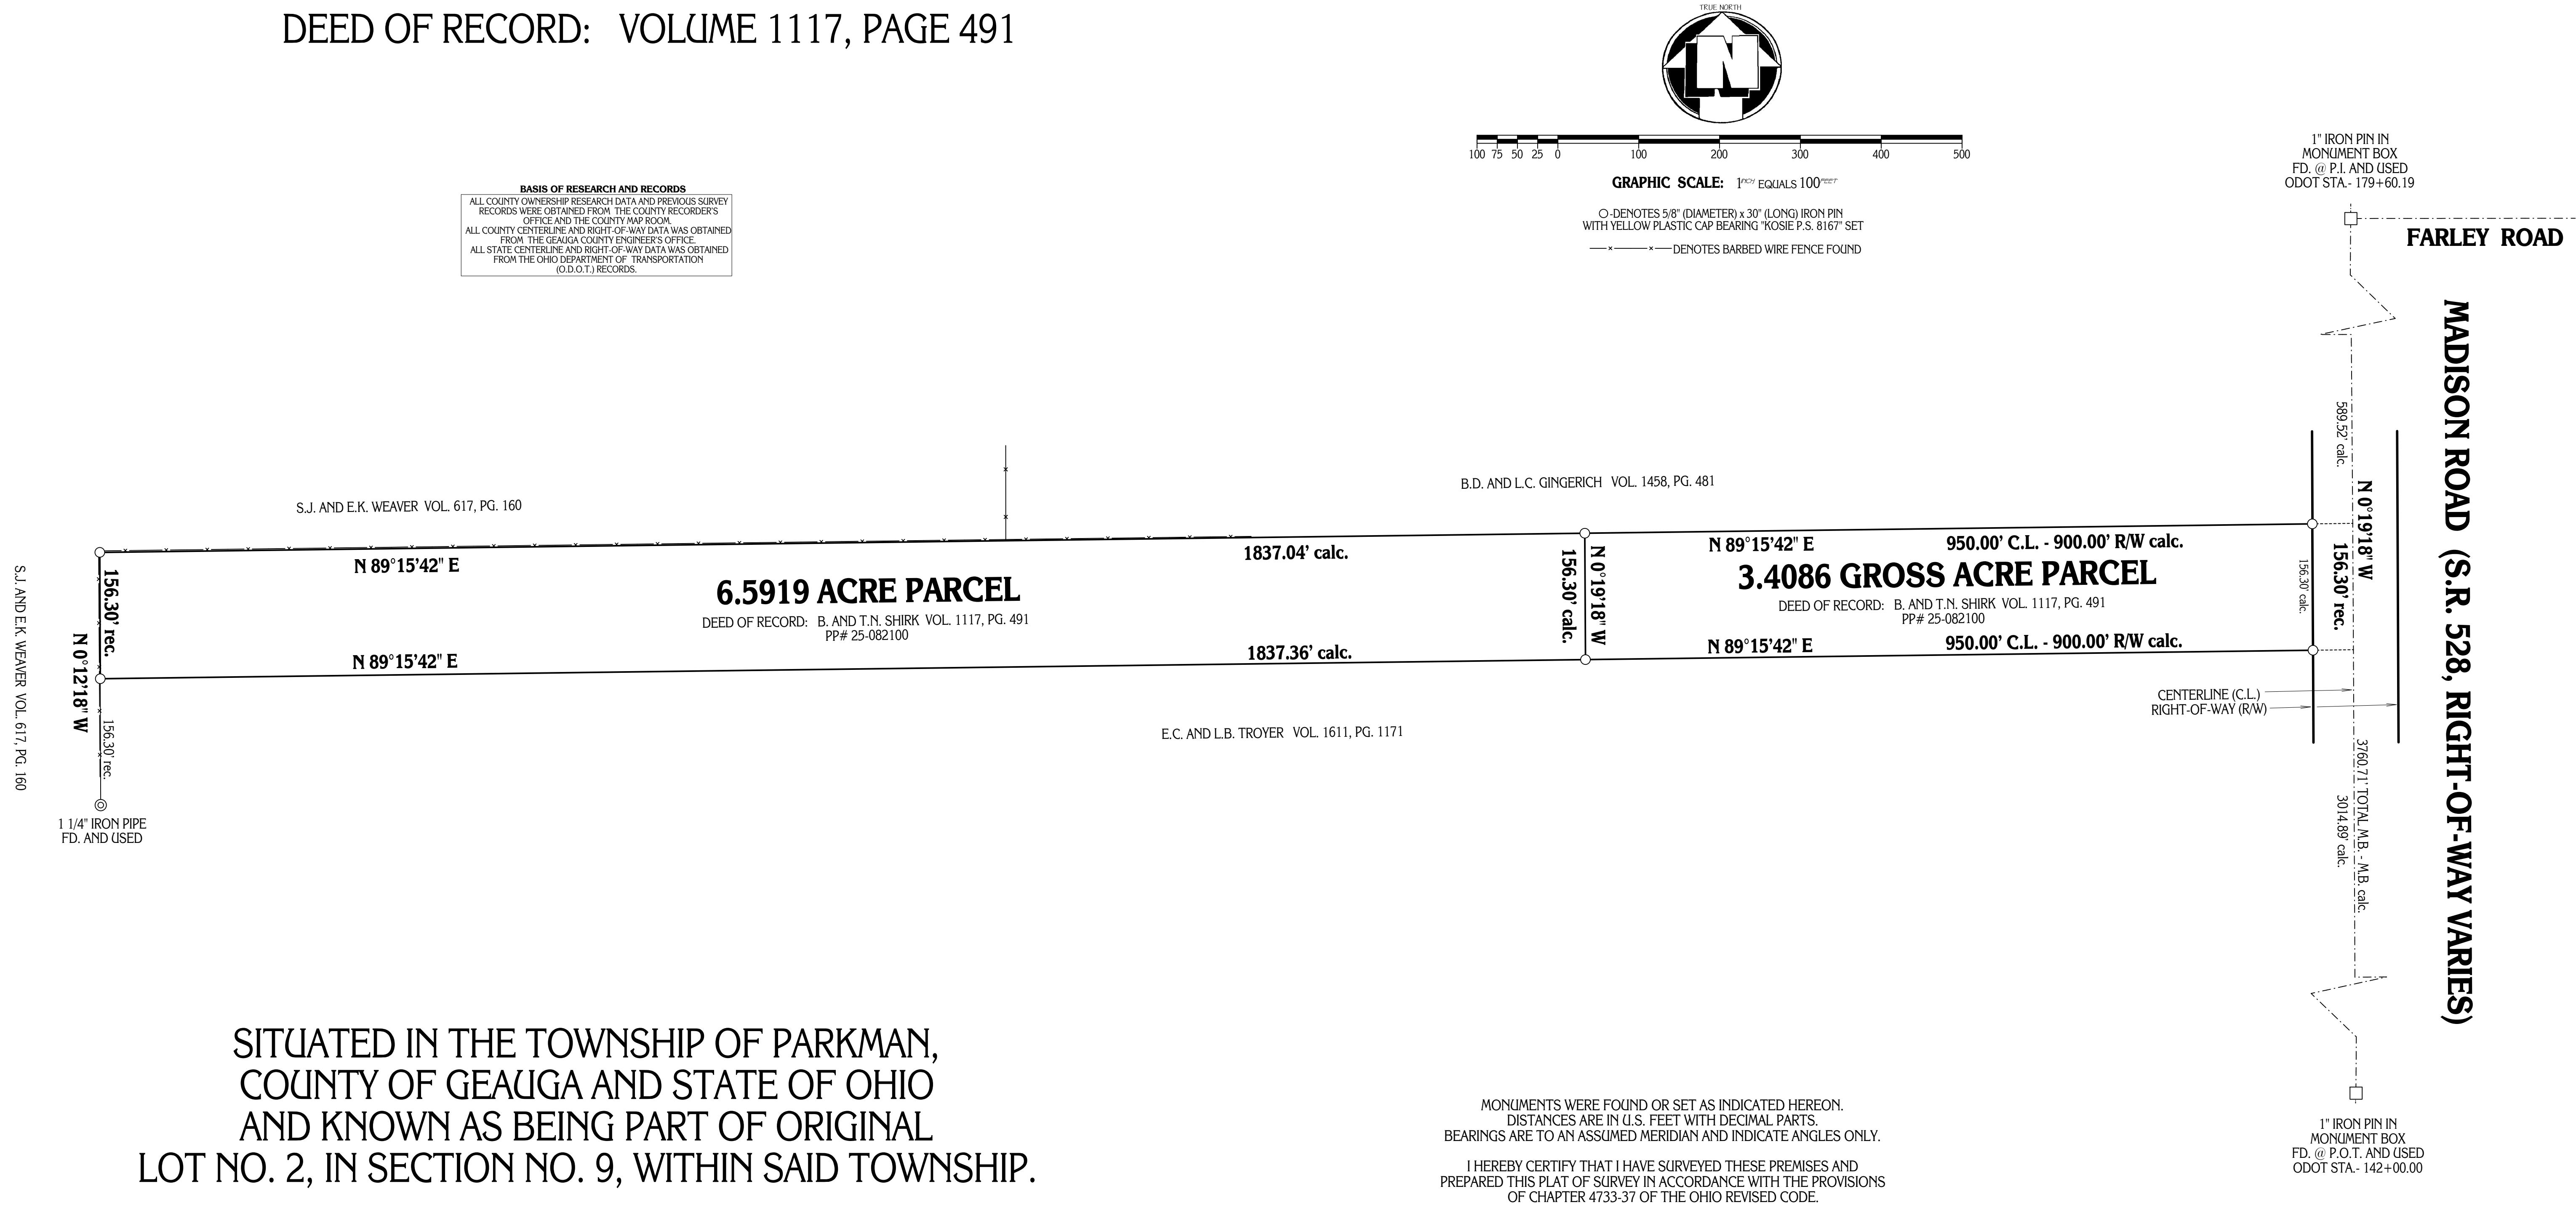 DEED OF RECORD: VOLUME 1117, PAGE 491
TRUE NORTH
N
100 75 50 25 0 100 200 300 400 500
GRAPHIC SCALE: 1 INCH EQUALS 100 FEET
O-DENOTES 5/8" (DIAMETER) x 30" (LONG) IRON PIN
WITH YELLOW PLASTIC CAP BEARING "KOSIE P.S. 8167" SET
DENOTES BARBED WIRE FENCE FOUND
BASIS OF RESEARCH AND RECORDS
ALL COUNTY OWNERSHIP RESEARCH DATA AND PREVIOUS SURVEY
RECORDS WERE OBTAINED FROM THE COUNTY RECORDER'S
OFFICE AND THE COUNTY MAP ROOM.
ALL COUNTY CENTERLINE AND RIGHT-OF-WAY DATA WAS OBTAINED
FROM THE GEAUGA COUNTY ENGINEER'S OFFICE.
ALL STATE CENTERLINE AND RIGHT-OF-WAY DATA WAS OBTAINED
FROM THE OHIO DEPARTMENT OF TRANSPORTATION
(O.D.O.T.) RECORDS.
1" IRON PIN IN
MONUMENT BOX
FD. @ P.I. AND USED
ODOT STA.- 179+60.19
FARLEY ROAD
MADISON ROAD (S.R. 528, RIGHT-OF-WAY VARIES)
589.52' calc.
N 0°19'18" W
156.30' rec.
156.30' calc.
S.J. AND E.K. WEAVER VOL. 617, PG. 160
B.D. AND L.C. GINGERICH VOL. 1458, PG. 481
S.J. AND E.K. WEAVER VOL. 617, PG. 160
156.30' rec.
N 0°12'18" W
156.30' rec.
N 89°15'42" E
1837.04' calc.
6.5919 ACRE PARCEL
DEED OF RECORD: B. AND T.N. SHIRK VOL. 1117, PG. 491
PP# 25-082100
N 89°15'42" E
1837.36' calc.
156.30' calc.
N 0°19'18" W
N 89°15'42" E
950.00' C.L. - 900.00' R/W calc.
3.4086 GROSS ACRE PARCEL
DEED OF RECORD: B. AND T.N. SHIRK VOL. 1117, PG. 491
PP# 25-082100
N 89°15'42" E
950.00' C.L. - 900.00' R/W calc.
CENTERLINE (C.L.)
RIGHT-OF-WAY (R/W)
E.C. AND L.B. TROYER VOL. 1611, PG. 1171
3760.71' TOTAL M.B. - M.B. calc.
3014.89' calc.
1 1/4" IRON PIPE
FD. AND USED
SITUATED IN THE TOWNSHIP OF PARKMAN,
COUNTY OF GEAUGA AND STATE OF OHIO
AND KNOWN AS BEING PART OF ORIGINAL
LOT NO. 2, IN SECTION NO. 9, WITHIN SAID TOWNSHIP.
MONUMENTS WERE FOUND OR SET AS INDICATED HEREON.
DISTANCES ARE IN U.S. FEET WITH DECIMAL PARTS.
BEARINGS ARE TO AN ASSUMED MERIDIAN AND INDICATE ANGLES ONLY.
I HEREBY CERTIFY THAT I HAVE SURVEYED THESE PREMISES AND
PREPARED THIS PLAT OF SURVEY IN ACCORDANCE WITH THE PROVISIONS
OF CHAPTER 4733-37 OF THE OHIO REVISED CODE.
1" IRON PIN IN
MONUMENT BOX
FD. @ P.O.T. AND USED
ODOT STA.- 142+00.00